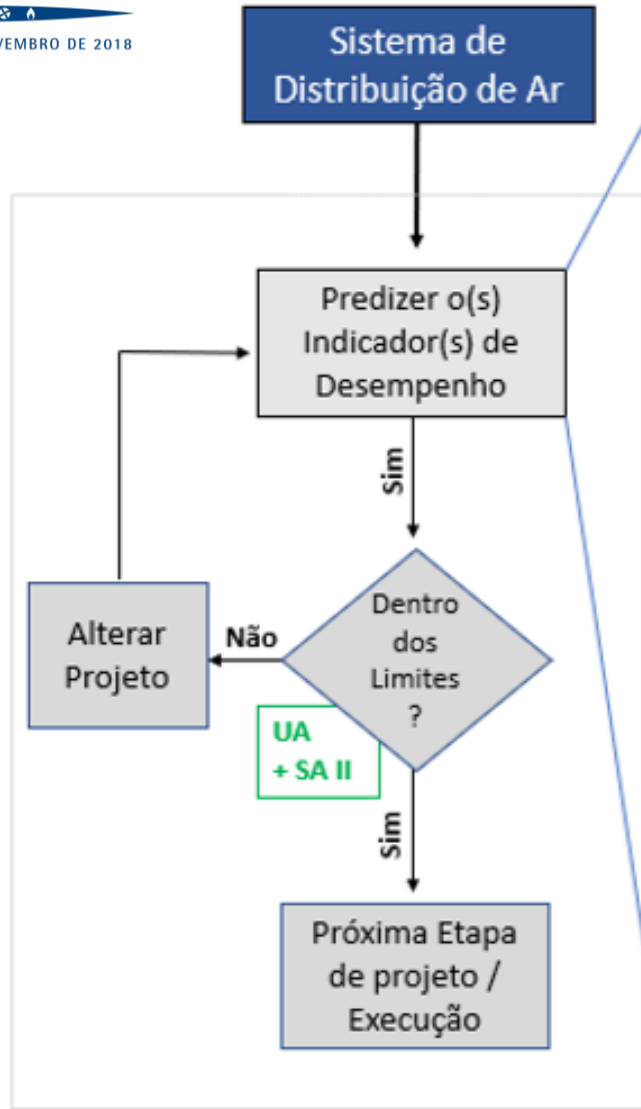 VEMBRO DE 2018
Sistema de
Distribuição de Ar
Predizer o(s)
Indicador(s) de
Desempenho
Sim
Dentro
dos
Limites
?
Não
Alterar
Projeto
UA
+ SA II
Sim
Próxima Etapa
de projeto /
Execução